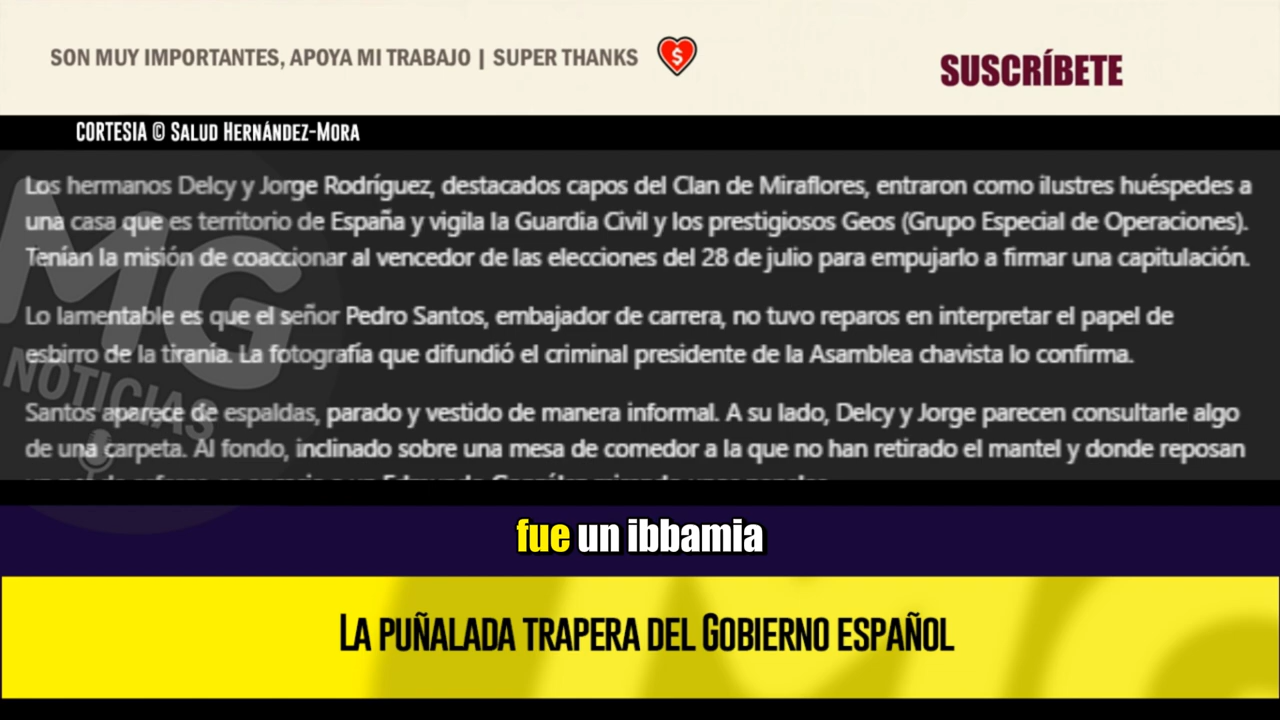 SON MUY IMPORTANTES, APOYA MI TRABAJO | SUPER THANKS
SUSCRÍBETE
CORTESIA © SALUD HERNÁNDEZ-MORA
Los hermanos Delcy y Jorge Rodríguez, destacados capos del Clan de Miraflores, entraron como ilustres huéspedes a
una casa que es territorio de España y vigila la Guardia Civil y los prestigiosos Geos (Grupo Especial de Operaciones).
Tenían la misión de coaccionar al vencedor de las elecciones del 28 de julio para empujarlo a firmar una capitulación.
Lo lamentable es que el señor Pedro Santos, embajador de carrera, no tuvo reparos en interpretar el papel de
esbirro de la tiranía. La fotografía que difundió el criminal presidente de la Asamblea chavista lo confirma.
Santos aparece de espaldas, parado y vestido de manera informal. A su lado, Delcy y Jorge parecen consultarle algo
de una carpeta. Al fondo, inclinado sobre una mesa de comedor a la que no han retirado el mantel y donde reposan
MG
NOTICIAS
fue un ibbamia
LA PUÑALADA TRAPERA DEL GOBIERNO ESPAÑOL